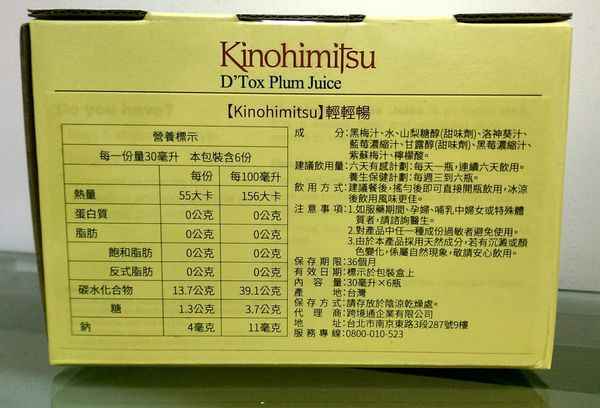 Kinohimitsu
D'Tox Plum Juice
【Kinohimitsu】輕輕暢
營養標示
每一份量30毫升 本包裝含6份
每份 每100毫升
熱量 55大卡 156大卡
蛋白質 0公克 0公克
脂肪 0公克 0公克
飽和脂肪 0公克 0公克
反式脂肪 0公克 0公克
碳水化合物 13.7公克 39.1公克
糖 1.3公克 3.7公克
鈉 4毫克 11毫克
成分:黑梅汁、水、山梨糖醇(甜味劑)、洛神葵汁、
藍莓濃縮汁、甘露醇(甜味劑)、黑莓濃縮汁、
紫蘇梅汁、檸檬酸。
建議飲用量:六天有感計劃:每天一瓶,連續六天飲用。
養生保健計劃:每週三到六瓶。
飲用方式:建議餐後,搖勻後即可直接開瓶飲用,冰涼
後飲用風味更佳。
注意事項:1.如服藥期間、孕婦、哺乳中婦女或特殊體
質者,請諮詢醫生。
2.對產品中任一種成份過敏者避免使用。
3.由於本產品採用天然成分,若有沉澱或顏
色變化,係屬自然現象,敬請安心飲用。
保存期限:36個月
有效日期:標示於包裝盒上
內容量:30毫升×6瓶
產地:台灣
保存方式:請存放於陰涼乾燥處。
代理商:跨境通企業有限公司
地址:台北市南京東路3段287號9樓
服務專線:0800-010-523